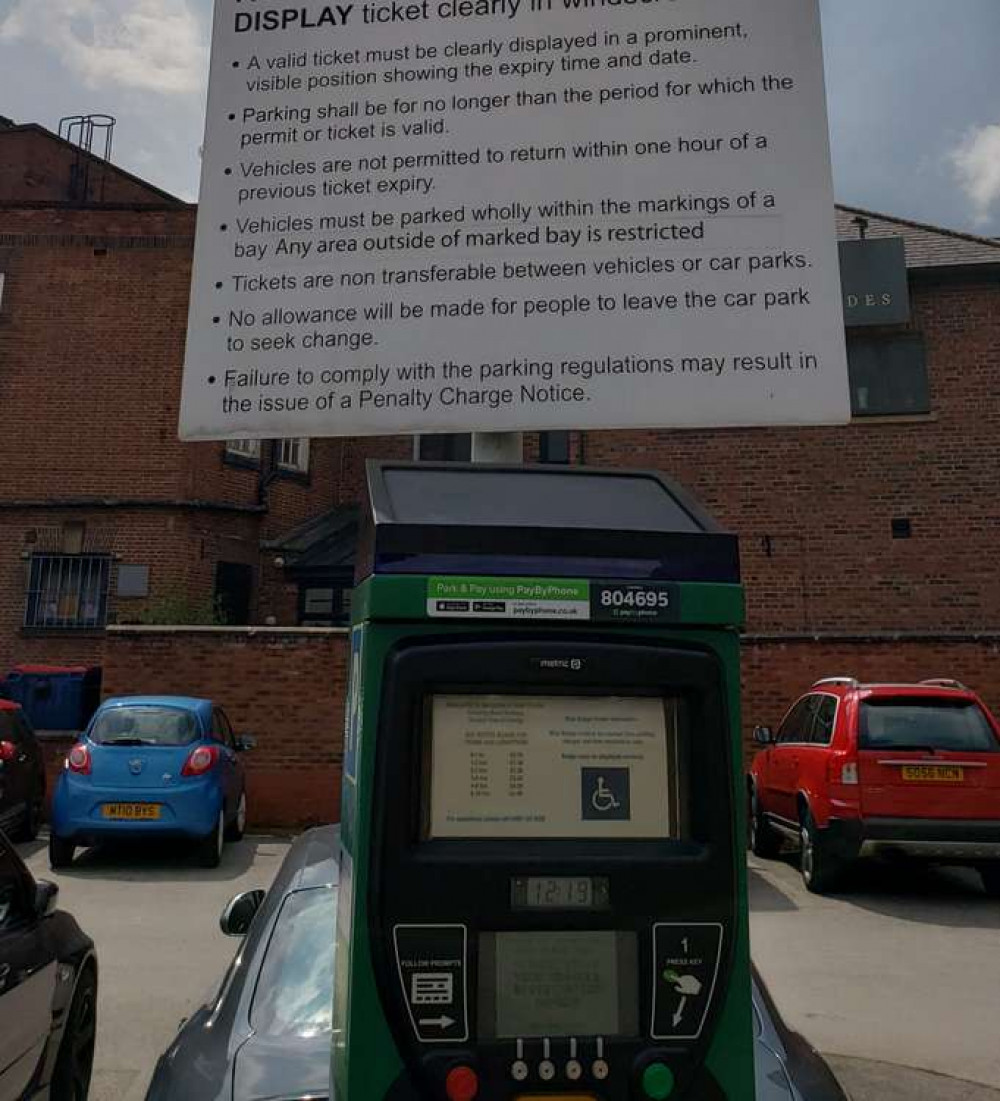 DISPLAY ticket clearly in
• A valid ticket must be clearly displayed in a prominent,
visible position showing the expiry time and date.
• Parking shall be for no longer than the period for which the
permit or ticket is valid.
• Vehicles are not permitted to return within one hour of a
previous ticket expiry.
• Vehicles must be parked wholly within the markings of a
bay Any area outside of marked bay is restricted
• Tickets are non transferable between vehicles or car parks.
• No allowance will be made for people to leave the car park
to seek change.
• Failure to comply with the parking regulations may result in
the issue of a Penalty Charge Notice.
DES
Park & Pay using PayByPhone
804695
paybyphone.co.uk
metric
MT10 BYS
12:19
FOLLOW PROMPTS
1
PRESS KEY